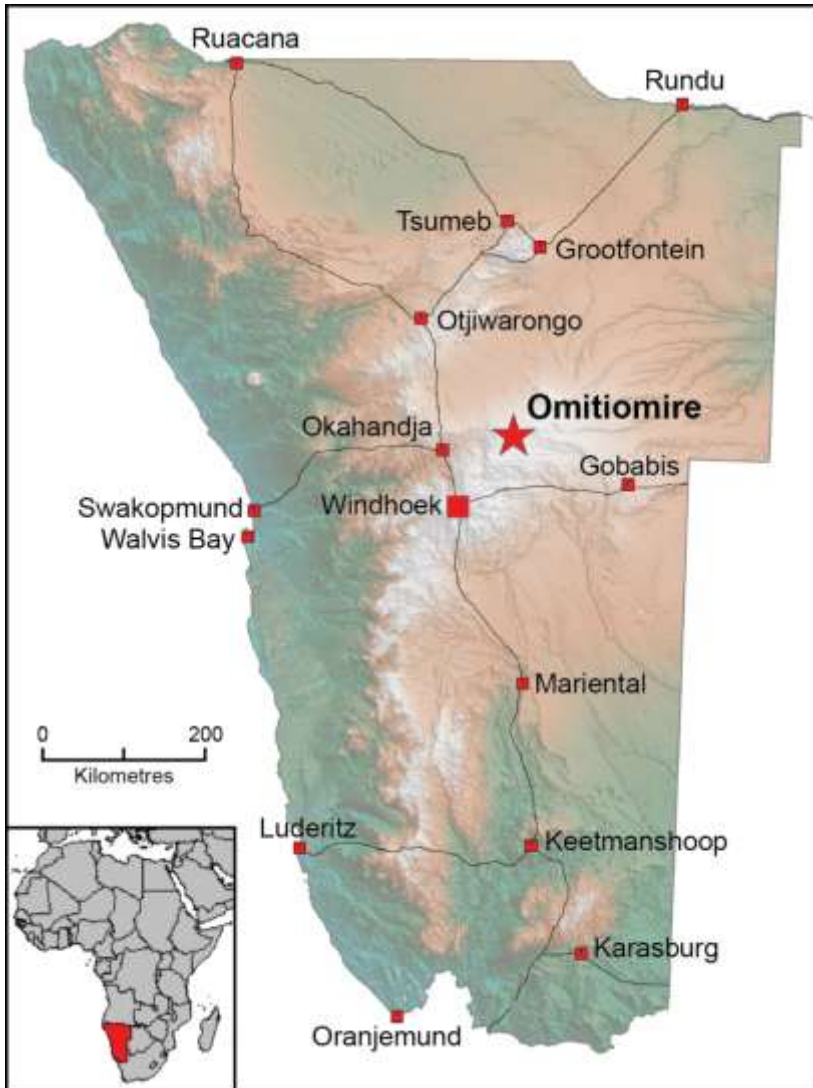 Ruacana
Rundu
Tsumeb
Grootfontein
Otjiwarongo
Omitiomire
Okahandja
Gobabis
Swakopmund
Windhoek
Walvis Bay
Mariental
0 200
Kilometres
Luderitz
Keetmanshoop
Karasburg
Oranjemund